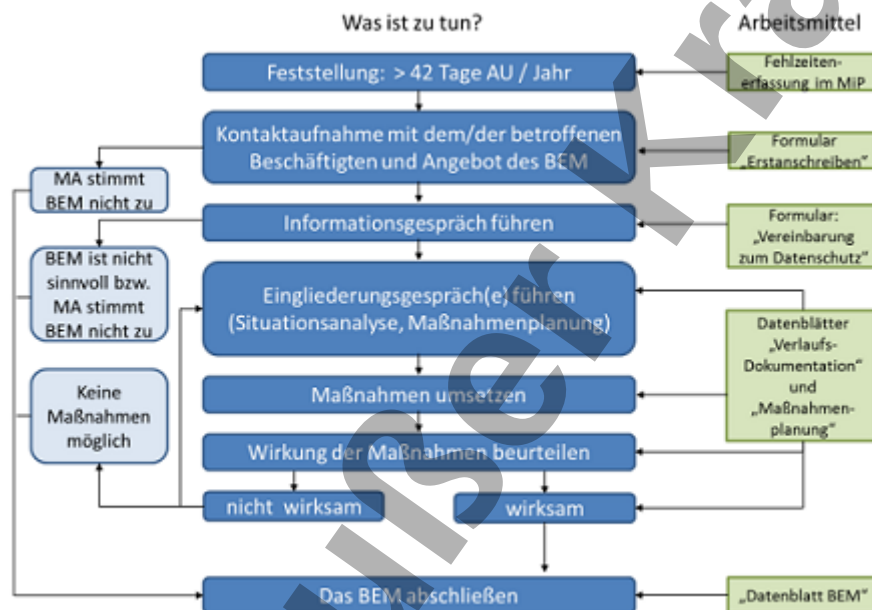 Was ist zu tun?
Arbeitsmittel
Feststellung: > 42 Tage AU / Jahr
Fehlzeiten-
erfassung im MiP
Kontaktaufnahme mit dem/der betroffenen
Beschäftigten und Angebot des BEM
Formular
„Erstanschreiben“
MA stimmt
BEM nicht zu
Informationsgespräch führen
Formular:
„Vereinbarung
zum Datenschutz“
BEM ist nicht
sinnvoll bzw.
MA stimmt
BEM nicht zu
Eingliederungsgespräch(e) führen
(Situationsanalyse, Maßnahmenplanung)
Datenblätter
„Verlaufs-
Dokumentation“
und
„Maßnahmen-
planung“
Keine
Maßnahmen
möglich
Maßnahmen umsetzen
Wirkung der Maßnahmen beurteilen
nicht wirksam
wirksam
Das BEM abschließen
„Datenblatt BEM“
ußer Kra